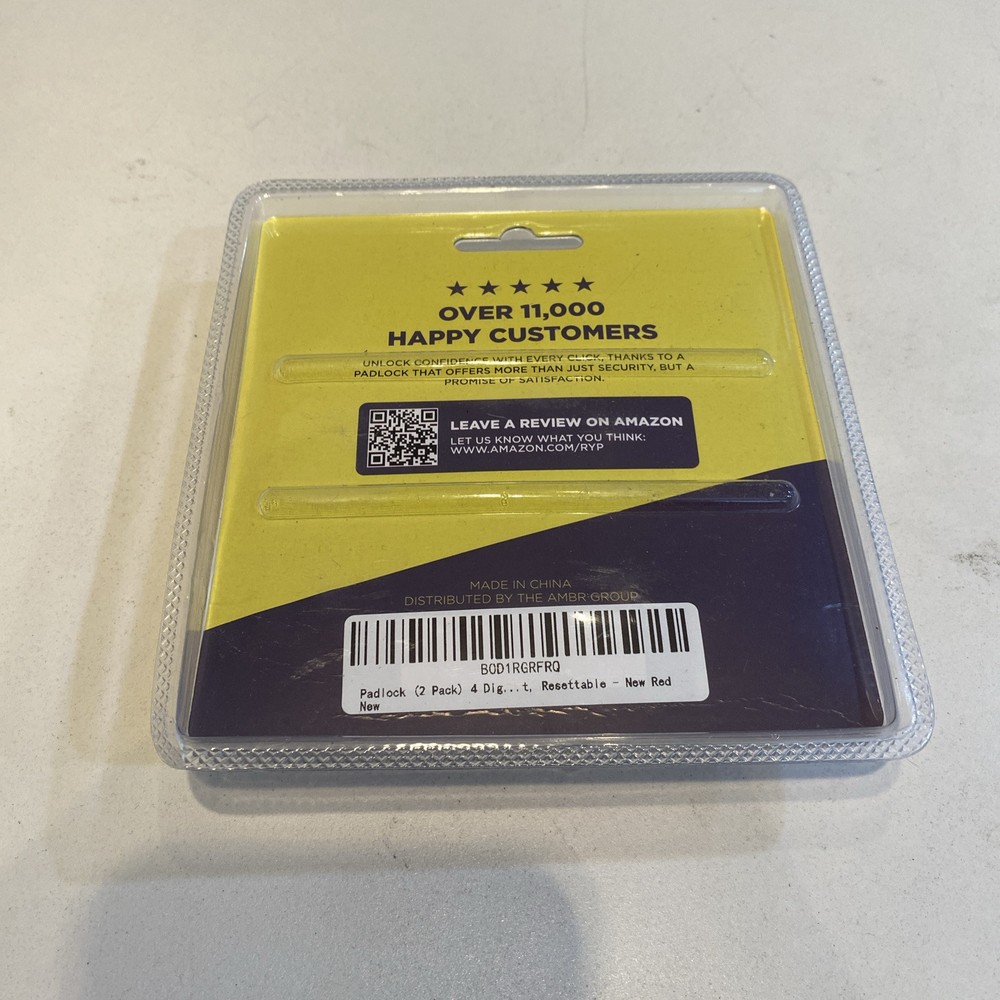 OVER 11,000
HAPPY CUSTOMERS
UNLOCK CONFIDENCE WITH EVERY CLICK, THANKS TO A
PADLOCK THAT OFFERS MORE THAN JUST SECURITY, BUT A
PROMISE OF SATISFACTION.
LEAVE A REVIEW ON AMAZON
LET US KNOW WHAT YOU THINK:
WWW.AMAZON.COM/RYP
MADE IN CHINA
DISTRIBUTED BY THE AMBR GROUP
B0D1RGRFRQ
Padlock (2 Pack) 4 Dig...t, Resettable - New Red
New